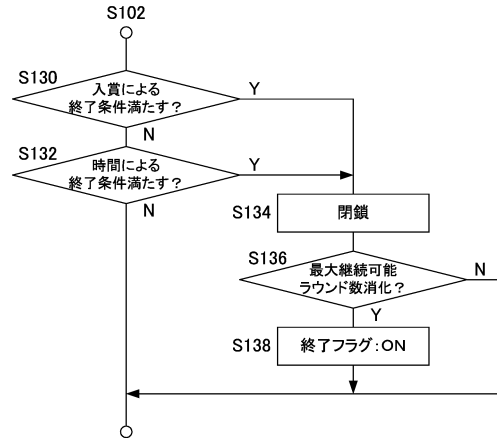 S102
S130
入賞による
終了条件満たす？
Y
N
S132
時間による
終了条件満たす？
Y
N
S134
閉鎖
S136
最大継続可能
ラウンド数消化？
N
Y
S138
終了フラグ：ON